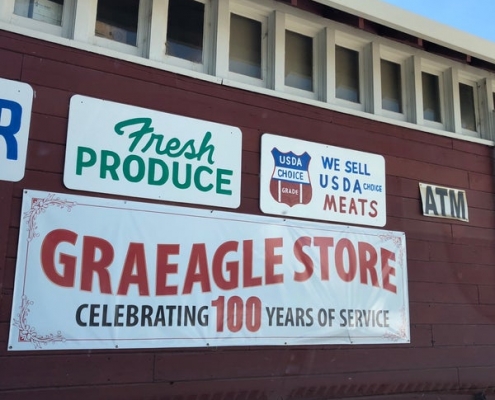 R
Fresh
PRODUCE
USDA
CHOICE
GRADE
WE SELL
USDA CHOICE
MEATS
ATM
GRAEAGLE STORE
CELEBRATING 100 YEARS OF SERVICE